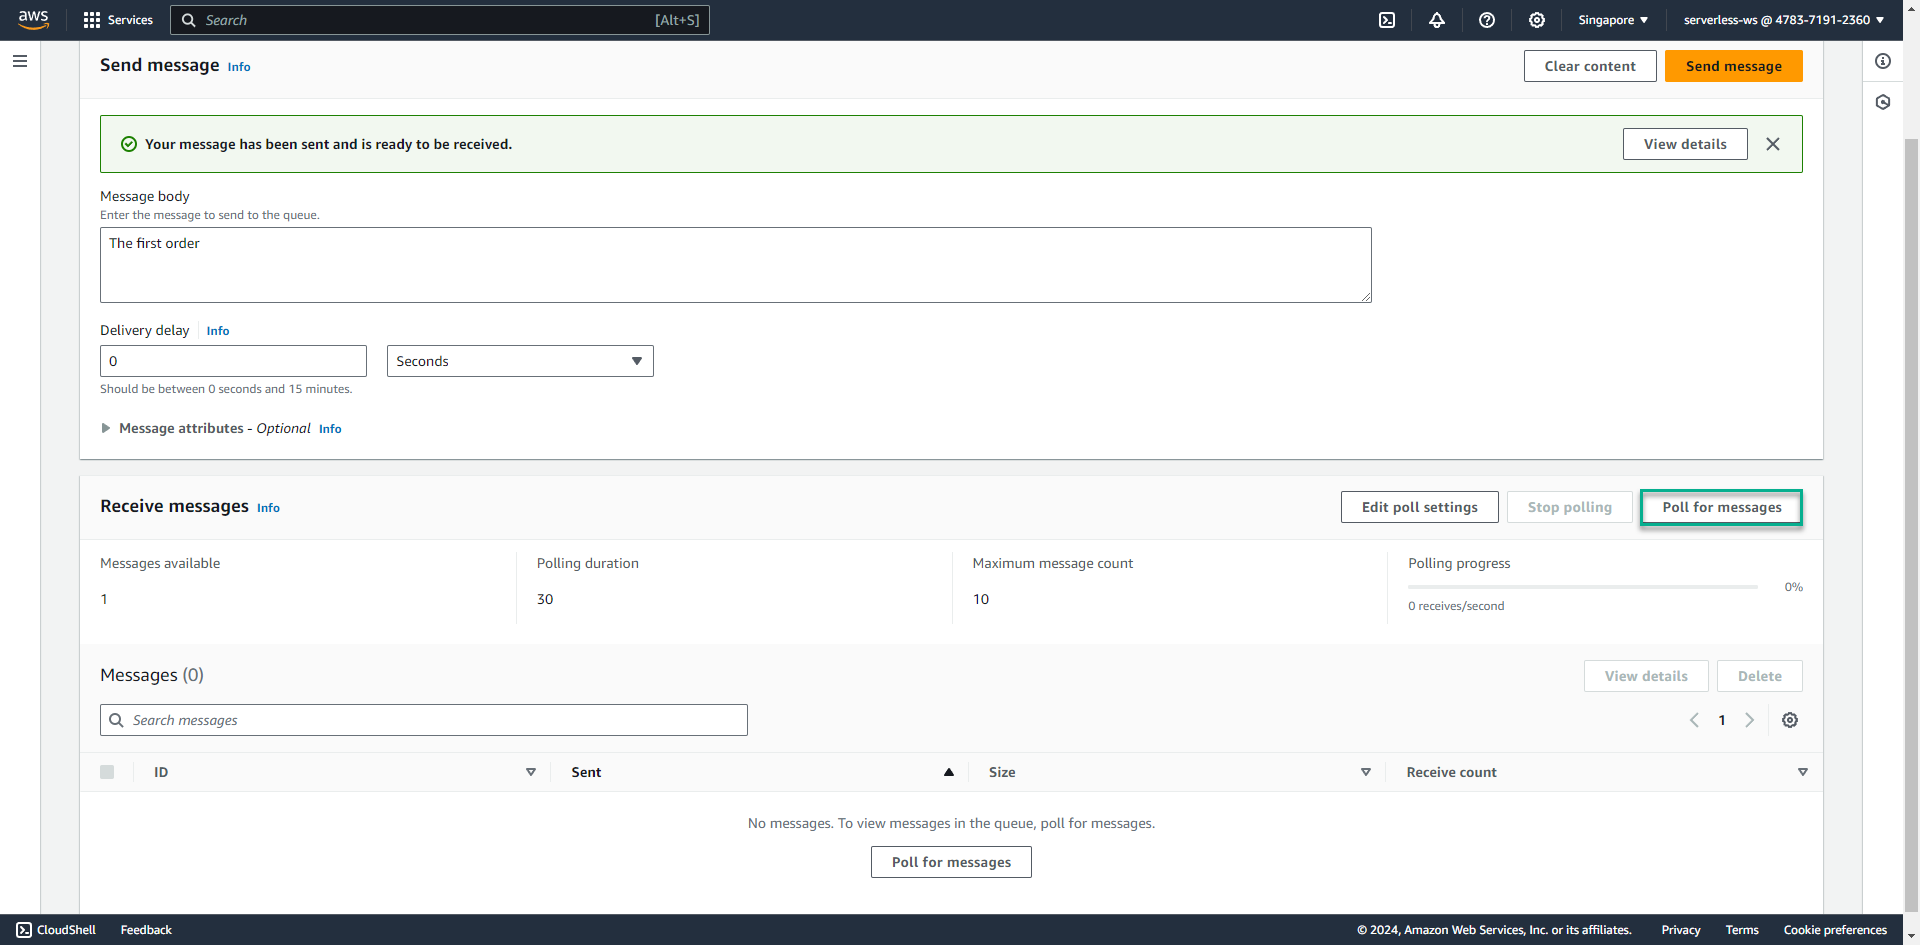 aws Services Search [Alt+S] Singapore ▼ serverless-ws @ 4783-7191-2360 ▼
Send message Info Clear content Send message
Your message has been sent and is ready to be received. View details
Message body
Enter the message to send to the queue.
The first order
Delivery delay Info
0 Seconds
Should be between 0 seconds and 15 minutes.
Message attributes - Optional Info
Receive messages Info Edit poll settings Stop polling Poll for messages
Messages available Polling duration Maximum message count Polling progress
1 30 10 0%
0 receives/second
Messages (0) View details Delete
Search messages 1
ID Sent Size Receive count
No messages. To view messages in the queue, poll for messages.
Poll for messages
CloudShell Feedback © 2024, Amazon Web Services, Inc. or its affiliates. Privacy Terms Cookie preferences